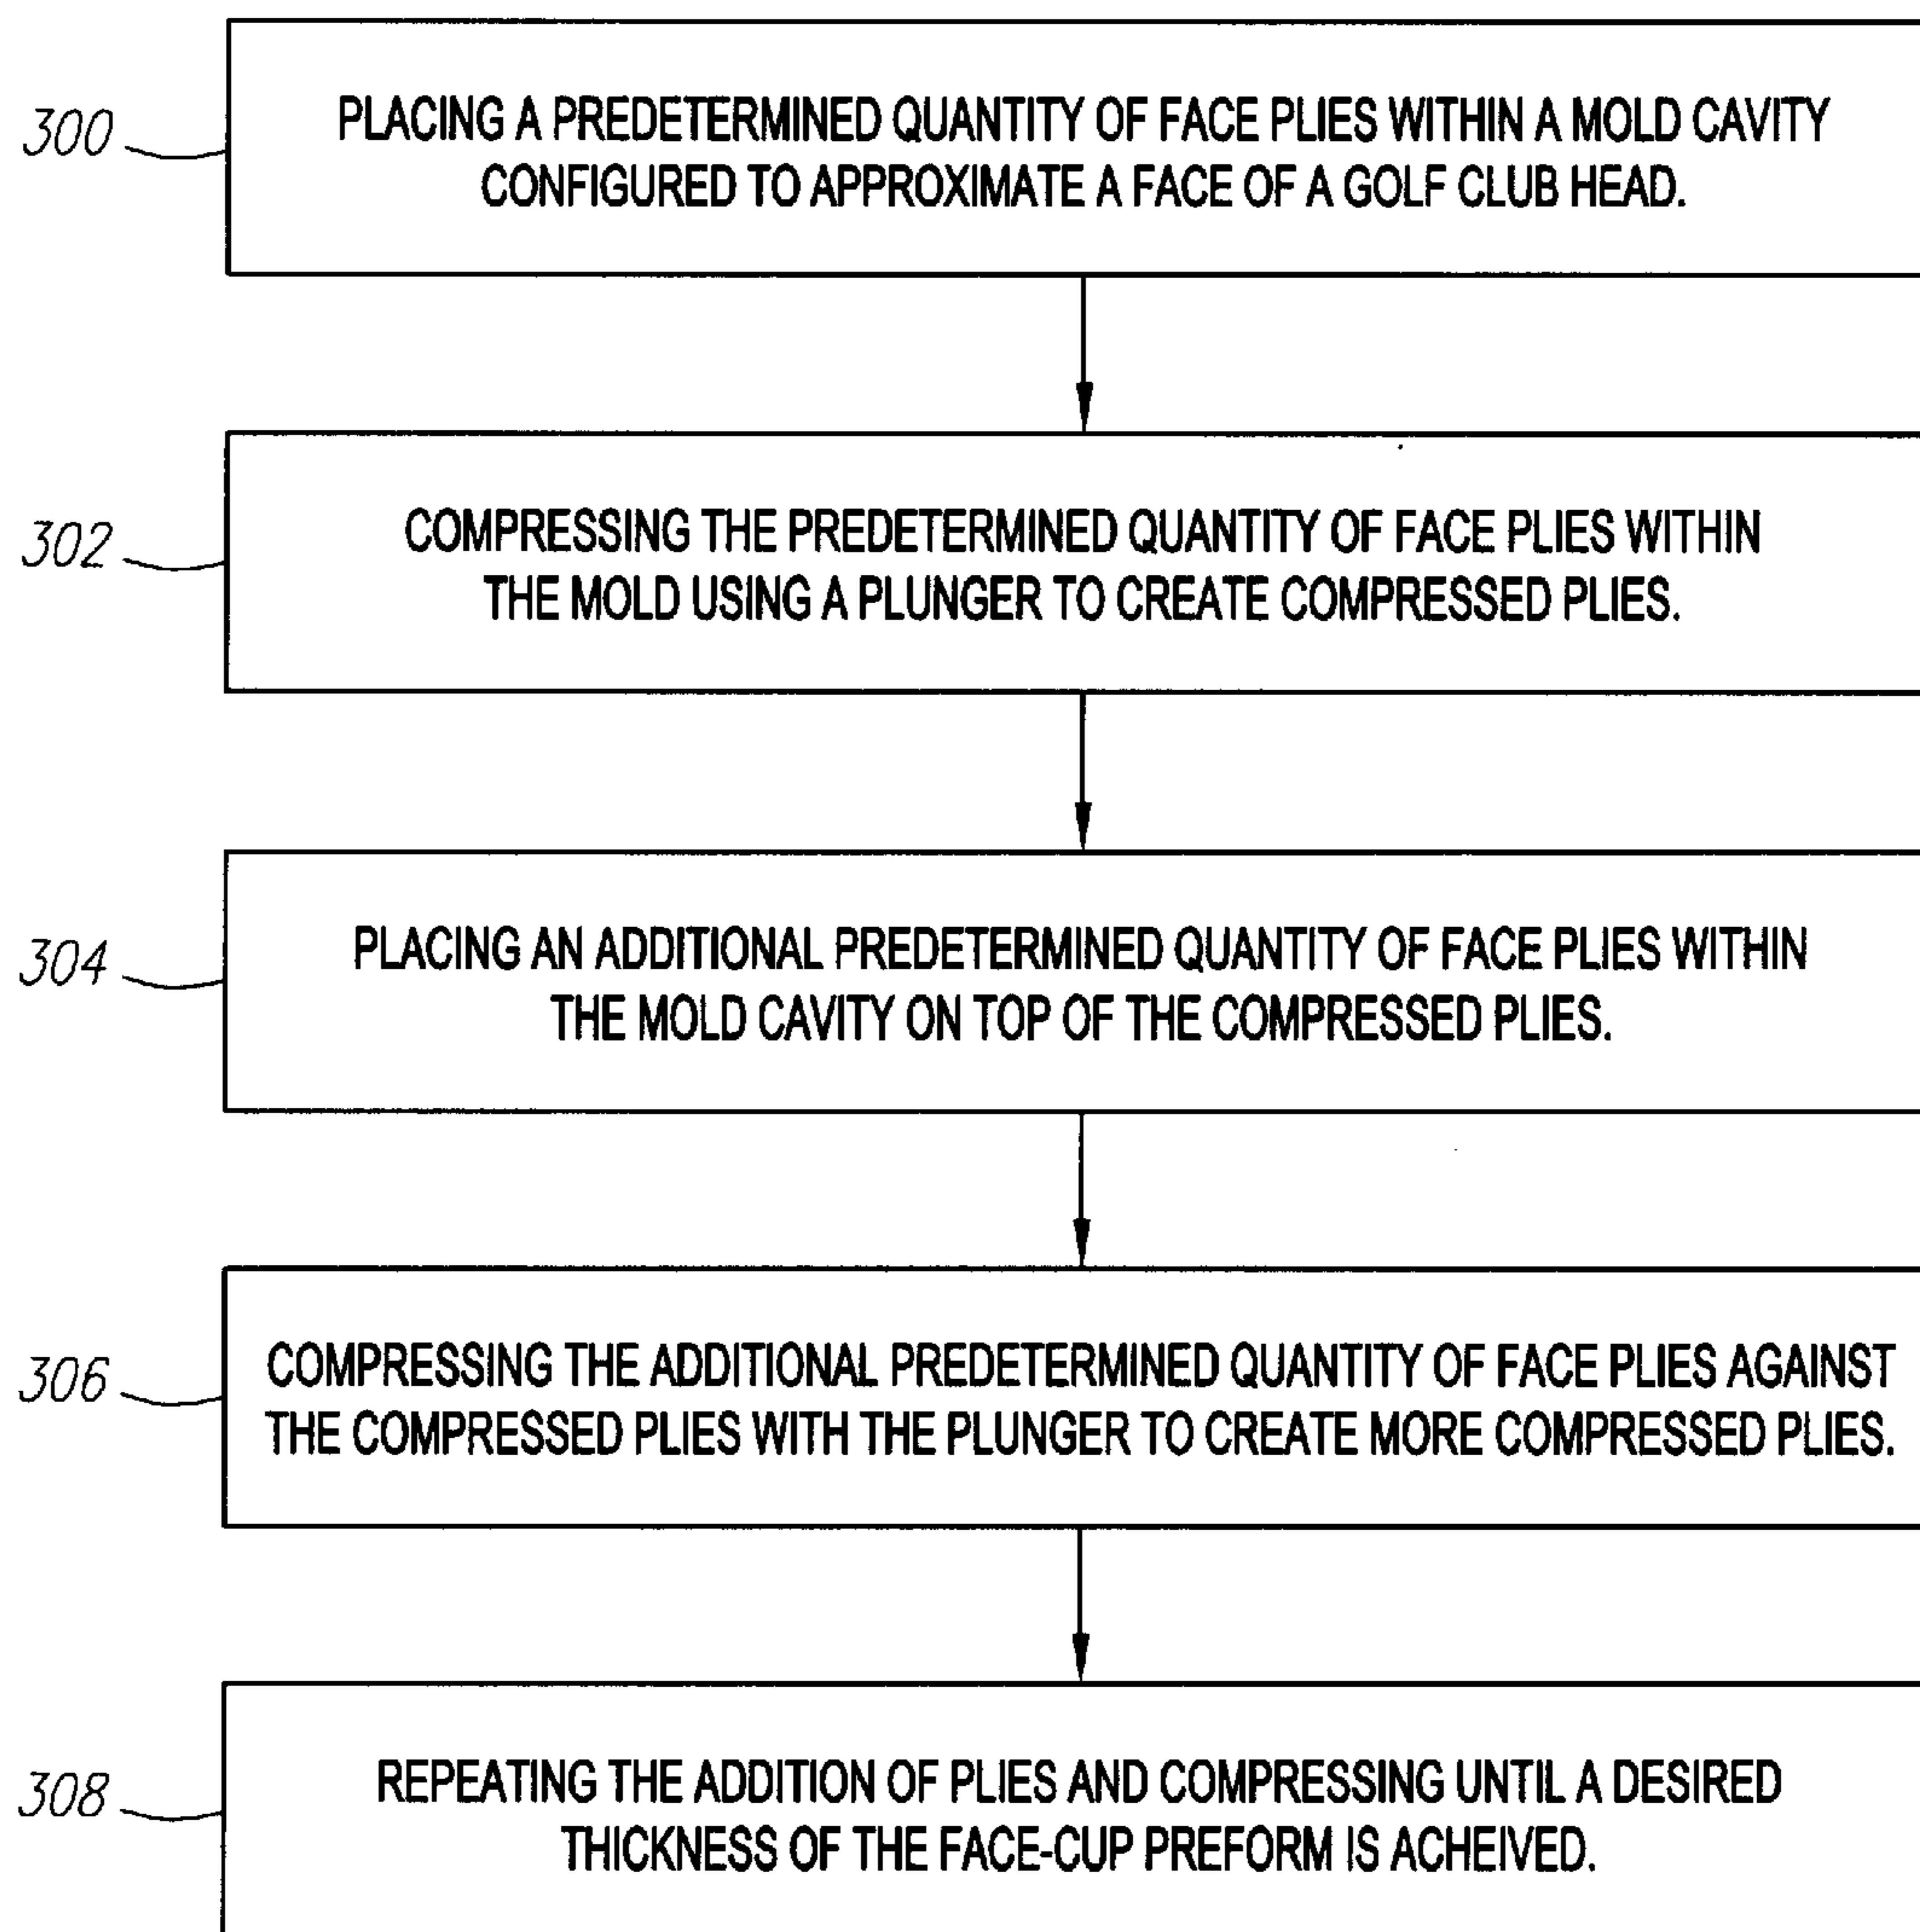 300
PLACING A PREDETERMINED QUANTITY OF FACE PLIES WITHIN A MOLD CAVITY
CONFIGURED TO APPROXIMATE A FACE OF A GOLF CLUB HEAD.
302
COMPRESSING THE PREDETERMINED QUANTITY OF FACE PLIES WITHIN
THE MOLD USING A PLUNGER TO CREATE COMPRESSED PLIES.
304
PLACING AN ADDITIONAL PREDETERMINED QUANTITY OF FACE PLIES WITHIN
THE MOLD CAVITY ON TOP OF THE COMPRESSED PLIES.
306
COMPRESSING THE ADDITIONAL PREDETERMINED QUANTITY OF FACE PLIES AGAINST
THE COMPRESSED PLIES WITH THE PLUNGER TO CREATE MORE COMPRESSED PLIES.
308
REPEATING THE ADDITION OF PLIES AND COMPRESSING UNTIL A DESIRED
THICKNESS OF THE FACE-CUP PREFORM IS ACHEIVED.